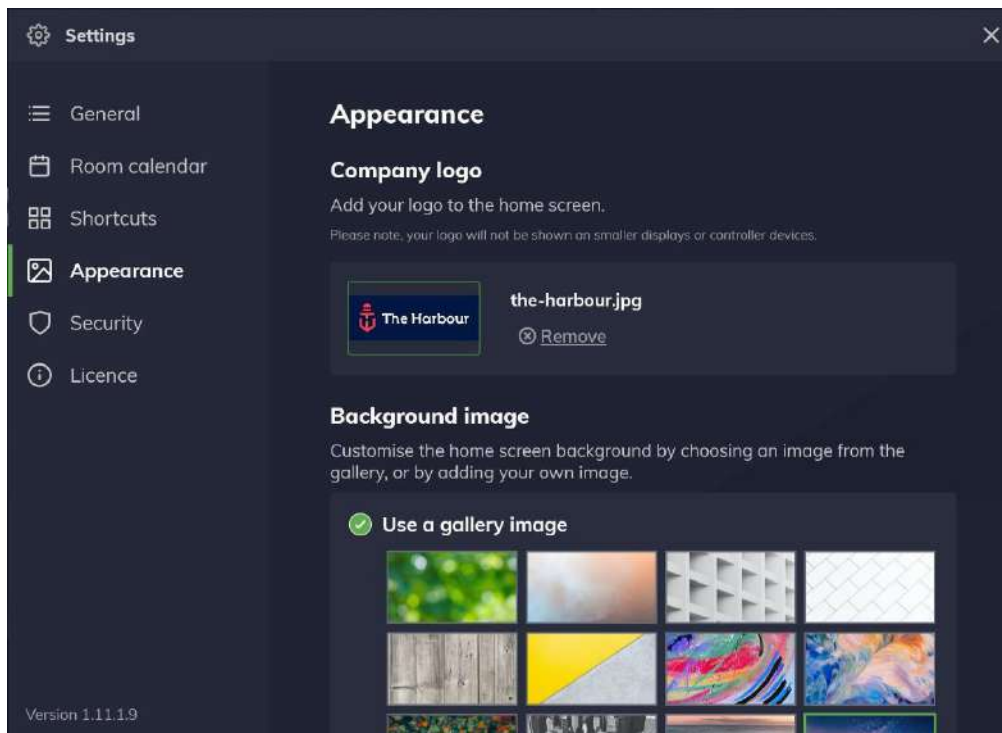 Settings
General
Room calendar
Shortcuts
Appearance
Security
Licence
Version 1.11.1.9
Appearance
Company logo
Add your logo to the home screen.
Please note, your logo will not be shown on smaller displays or controller devices.
The Harbour
the-harbour.jpg
Remove
Background image
Customise the home screen background by choosing an image from the
gallery, or by adding your own image.
Use a gallery image